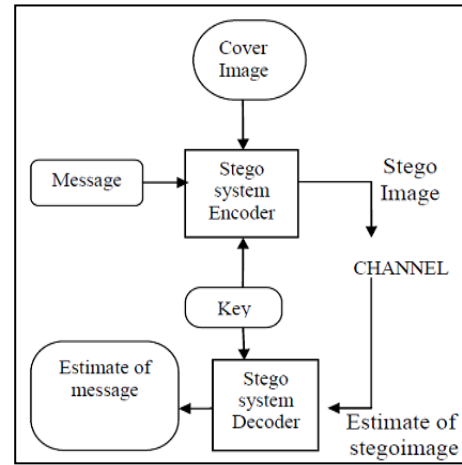 Cover
Image
Message
Stego
system
Encoder
Stego
Image
CHANNEL
Key
Estimate of
message
Stego
system
Decoder
Estimate of
stegoimage